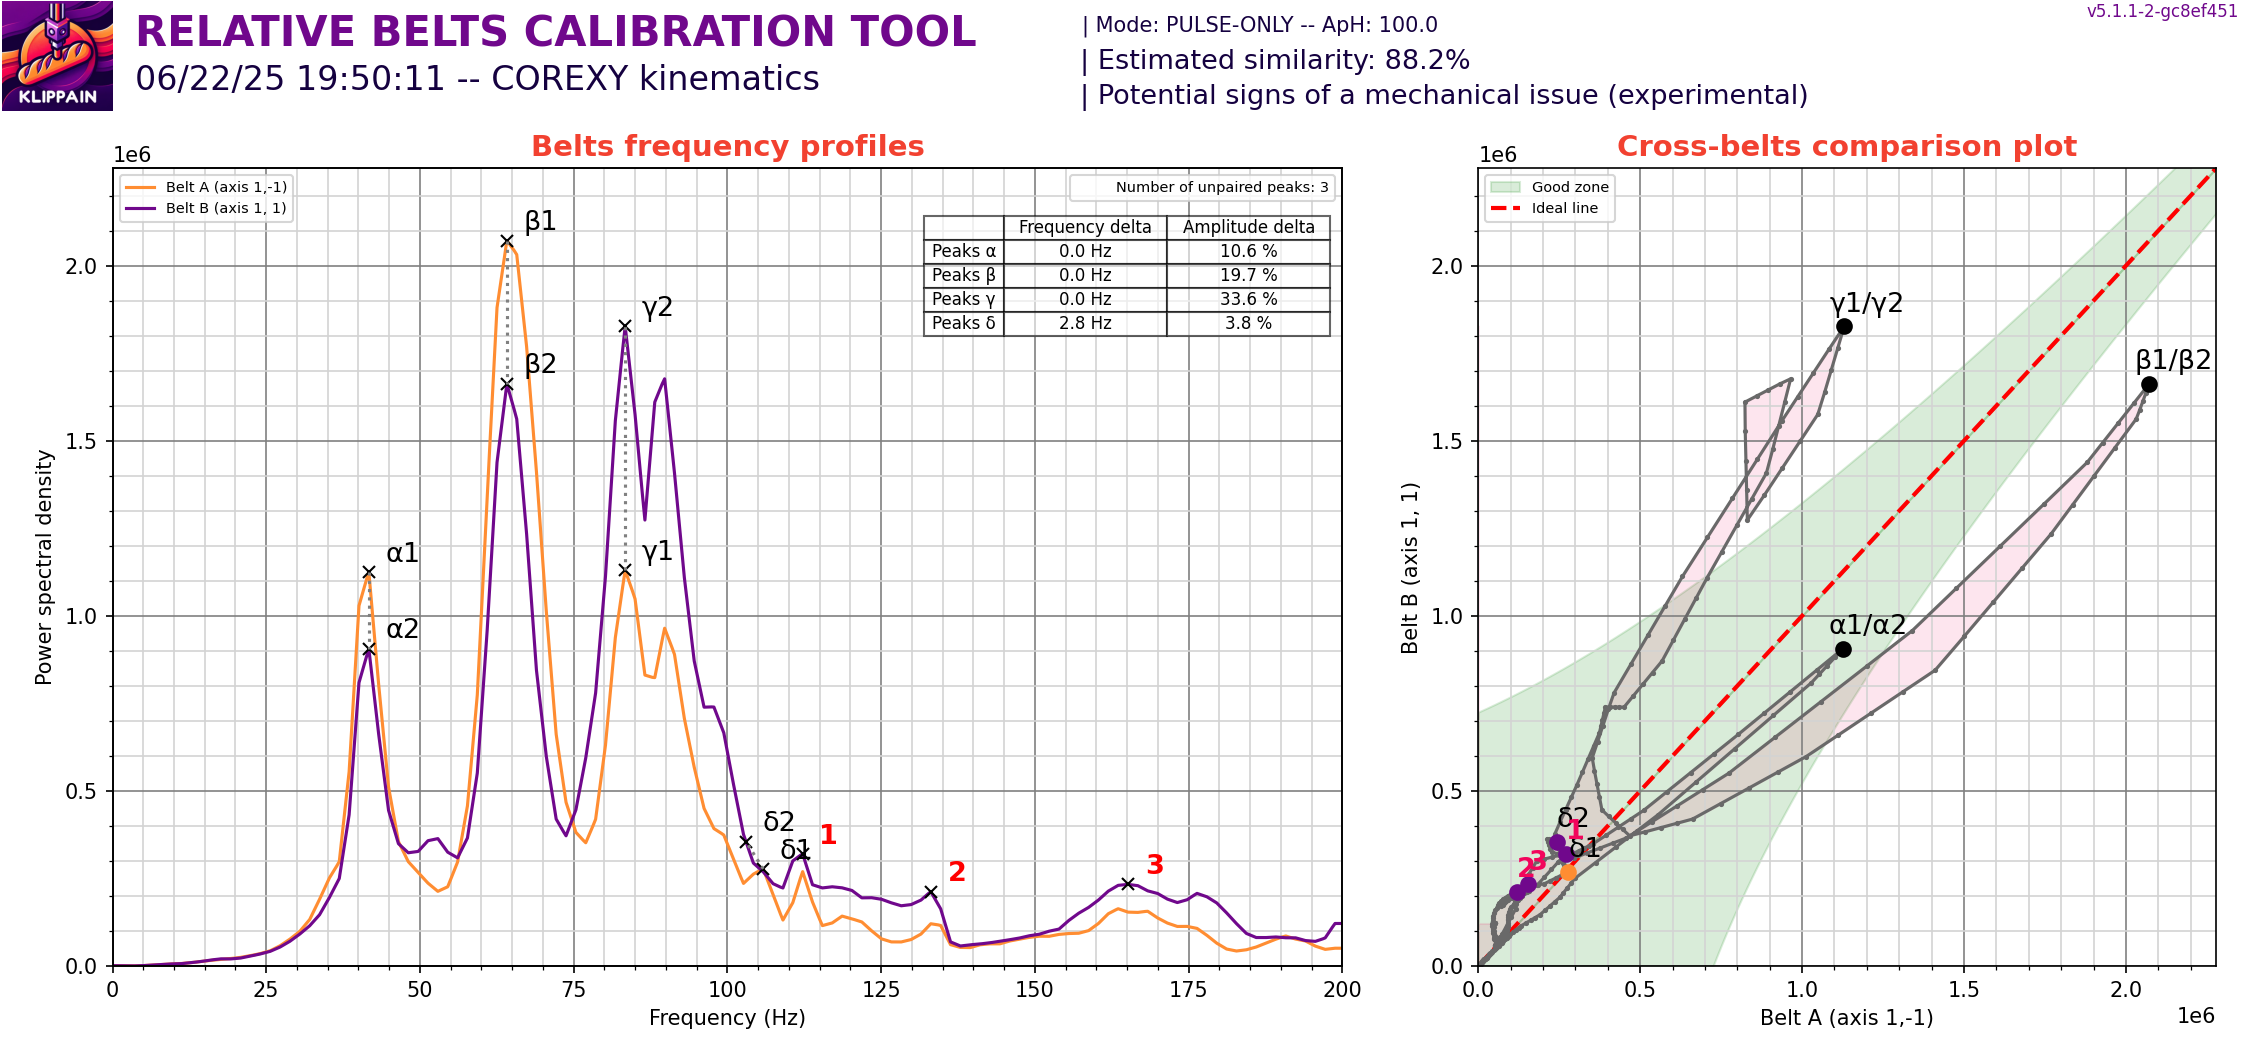 KLIPPAIN
RELATIVE BELTS CALIBRATION TOOL
06/22/25 19:50:11 -- COREXY kinematics
| Mode: PULSE-ONLY -- ApH: 100.0
| Estimated similarity: 88.2%
| Potential signs of a mechanical issue (experimental)
v5.1.1-2-gc8ef451
Belts frequency profiles
1e6
Belt A (axis 1,-1)
Belt B (axis 1, 1)
Number of unpaired peaks: 3
Frequency delta Amplitude delta
Peaks α 0.0 Hz 10.6 %
Peaks β 0.0 Hz 19.7 %
Peaks γ 0.0 Hz 33.6 %
Peaks δ 2.8 Hz 3.8 %
β1
γ2
β2
α1
γ1
α2
δ2
δ1
1
2
3
2.0
1.5
1.0
0.5
0.0
Power spectral density
0 25 50 75 100 125 150 175 200
Frequency (Hz)
Cross-belts comparison plot
1e6
Good zone
Ideal line
γ1/γ2
β1/β2
α1/α2
δ2
1
δ1
3
2
2.0
1.5
1.0
0.5
0.0
Belt B (axis 1, 1)
0.0 0.5 1.0 1.5 2.0
Belt A (axis 1,-1)
1e6